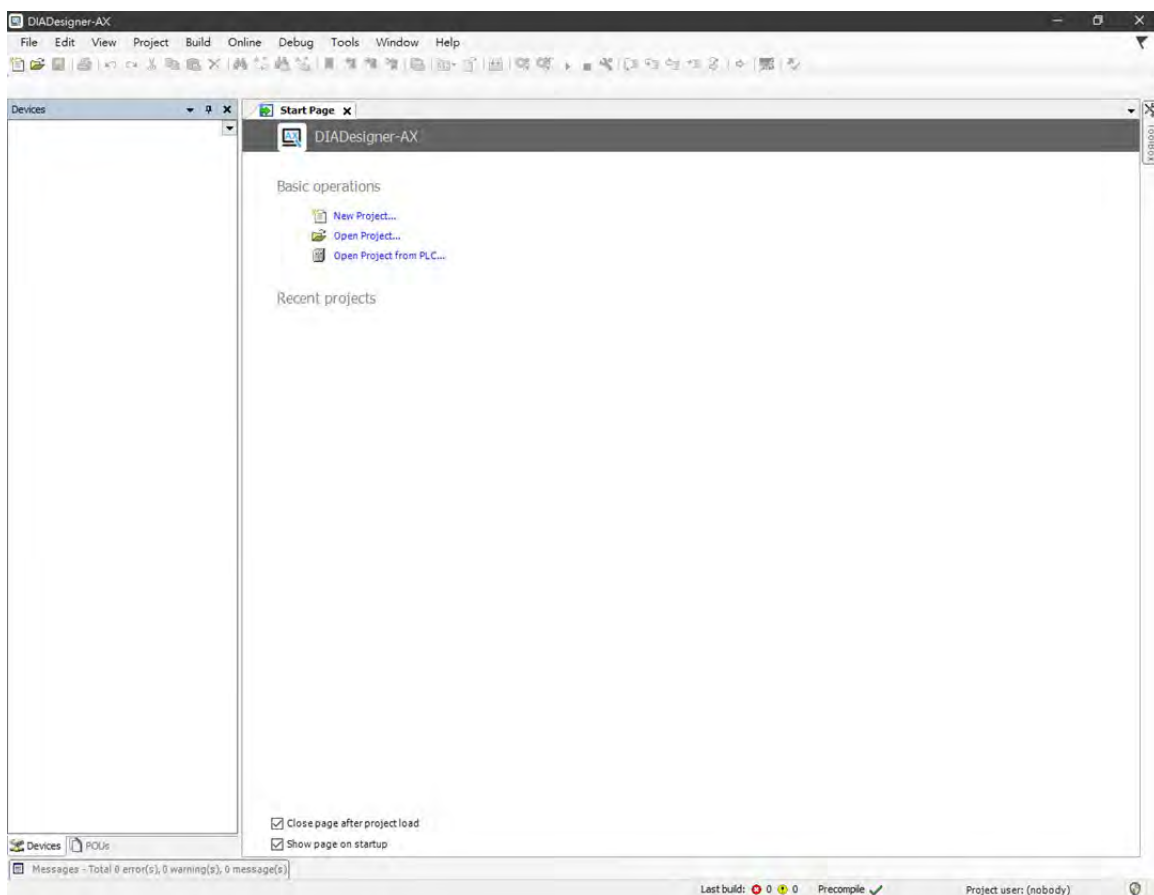 DIADesigner-AX
File Edit View Project Build Online Debug Tools Window Help
Devices
Start Page
Toolbox
AX DIADesigner-AX
Basic operations
New Project...
Open Project...
Open Project from PLC...
Recent projects
Close page after project load
Show page on startup
Devices POUs
Messages - Total 0 error(s), 0 warning(s), 0 message(s)
Last build: 0 0 Precompile Project user: (nobody)